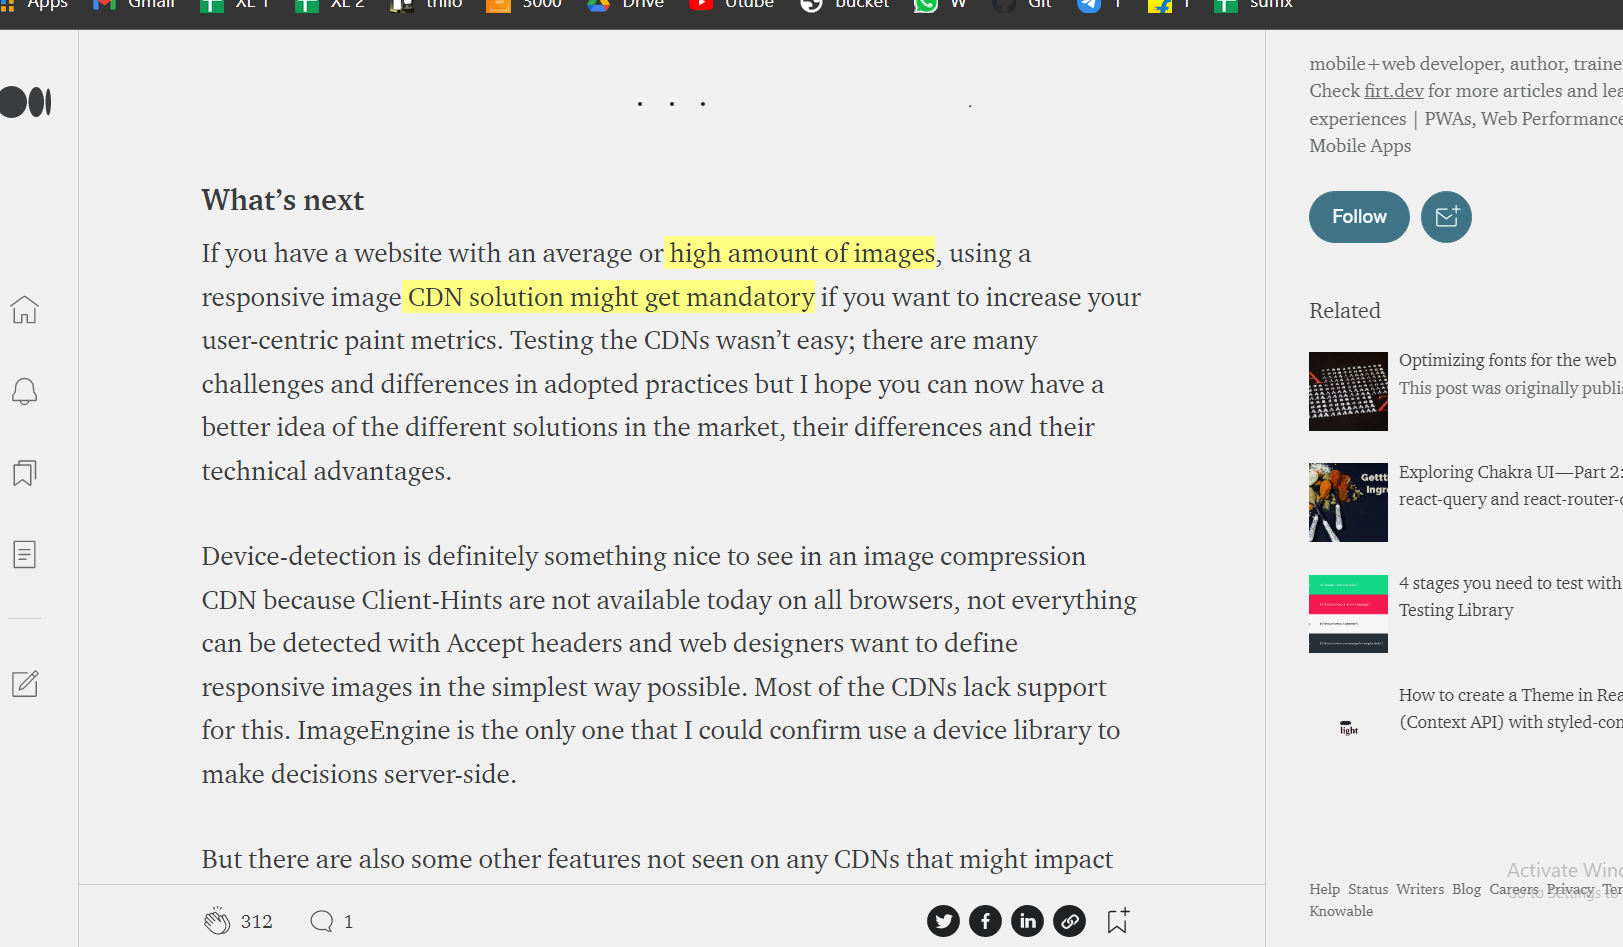 Apps Gmail XL 1 XL 2 trillo 3000 Drive Utube bucket W Git T T suffix
What’s next
If you have a website with an average or high amount of images, using a
responsive image CDN solution might get mandatory if you want to increase your
user-centric paint metrics. Testing the CDNs wasn’t easy; there are many
challenges and differences in adopted practices but I hope you can now have a
better idea of the different solutions in the market, their differences and their
technical advantages.
Device-detection is definitely something nice to see in an image compression
CDN because Client-Hints are not available today on all browsers, not everything
can be detected with Accept headers and web designers want to define
responsive images in the simplest way possible. Most of the CDNs lack support
for this. ImageEngine is the only one that I could confirm use a device library to
make decisions server-side.
But there are also some other features not seen on any CDNs that might impact
312 1
mobile+web developer, author, traine
Check firt.dev for more articles and lea
experiences | PWAs, Web Performance
Mobile Apps
Follow
Related
Optimizing fonts for the web
This post was originally publis
Exploring Chakra UI—Part 2:
react-query and react-router-
Gettt
Ingr
4 stages you need to test with
Testing Library
How to create a Theme in Rea
(Context API) with styled-con
light
Activate Wind
Go to Settings to
Help Status Writers Blog Careers Privacy Ter
Knowable